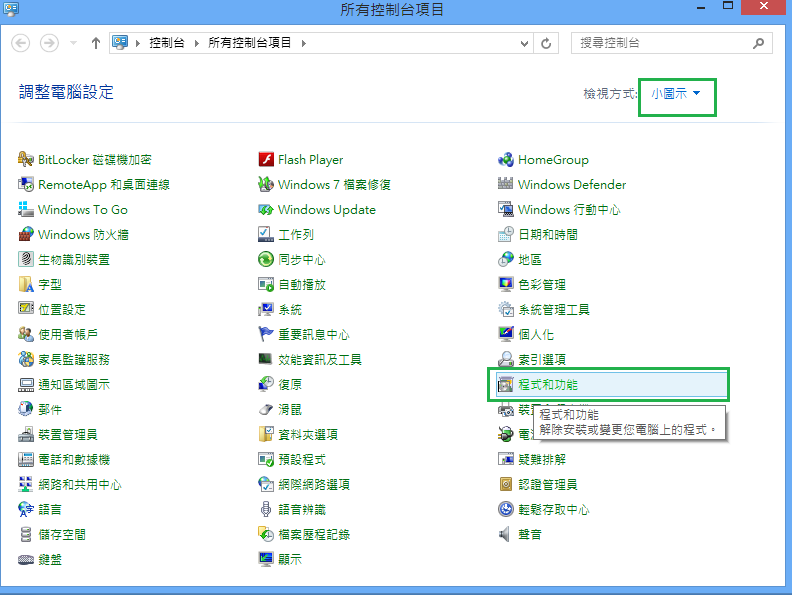 所有控制台項目
控制台 所有控制台項目
搜尋控制台
調整電腦設定
檢視方式: 小圖示
BitLocker 磁碟機加密 Flash Player HomeGroup
RemoteApp 和桌面連線 Windows 7 檔案修復 Windows Defender
Windows To Go Windows Update Windows 行動中心
Windows 防火牆 工作列 日期和時間
生物識別裝置 同步中心 地區
字型 自動播放 色彩管理
位置設定 系統 系統管理工具
使用者帳戶 重要訊息中心 個人化
家長監護服務 效能資訊及工具 索引選項
通知區域圖示 復原 程式和功能
郵件 滑鼠
程式和功能
裝置管理員 資料夾選項
解除安裝或變更您電腦上的程式。
電話和數據機 預設程式 疑難排解
網路和共用中心 網際網路選項 認證管理員
語言 語音辨識 輕鬆存取中心
儲存空間 檔案歷程記錄 聲音
鍵盤 顯示